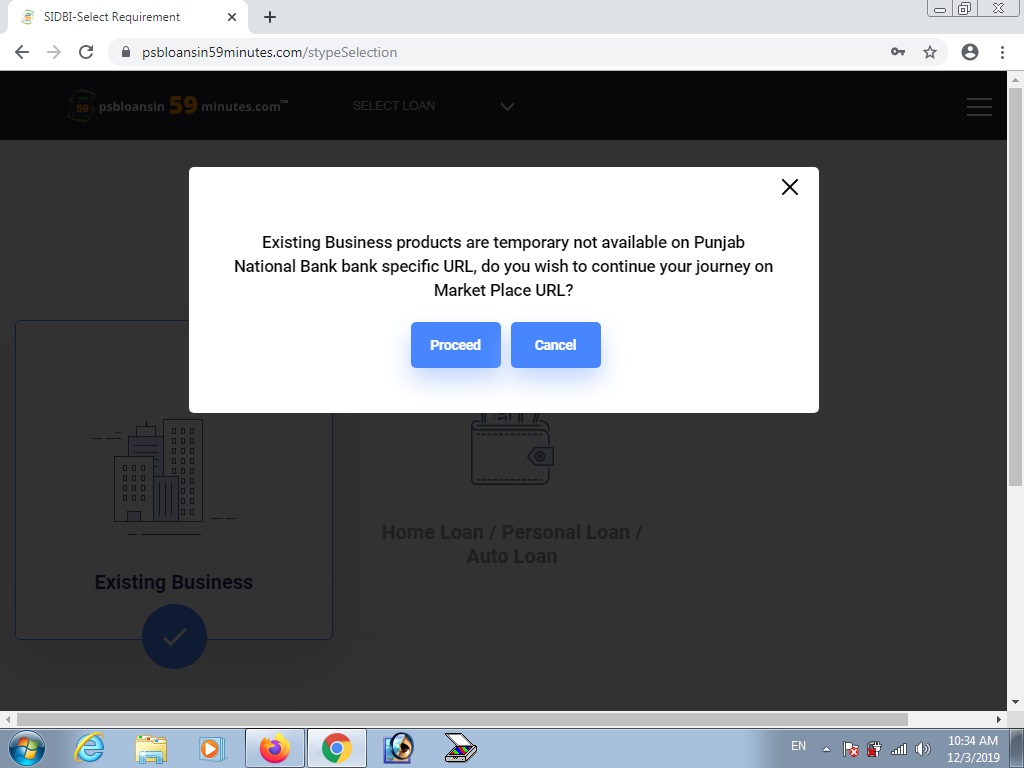 SIDBI-Select Requirement
psbloansin59minutes.com/stypeSelection
59
psbloansin 59 minutes.com™
SELECT LOAN
Existing Business products are temporary not available on Punjab
National Bank bank specific URL, do you wish to continue your journey on
Market Place URL?
Proceed
Cancel
Home Loan / Personal Loan /
Auto Loan
Existing Business
EN
10:34 AM
12/3/2019